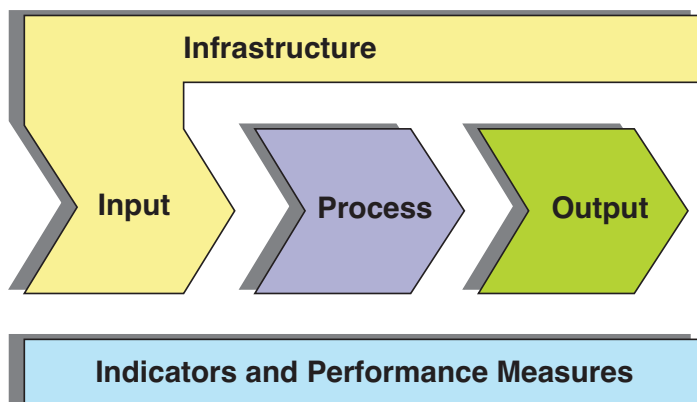 Infrastructure
Input
Process
Output
Indicators and Performance Measures